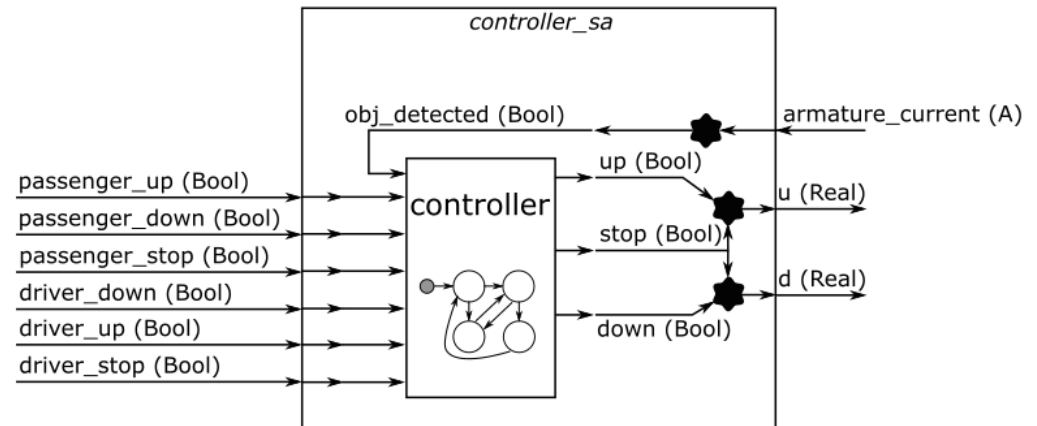 controller_sa
obj_detected (Bool)
armature_current (A)
passenger_up (Bool)
passenger_down (Bool)
passenger_stop (Bool)
driver_down (Bool)
driver_up (Bool)
driver_stop (Bool)
controller
up (Bool)
stop (Bool)
down (Bool)
u (Real)
d (Real)